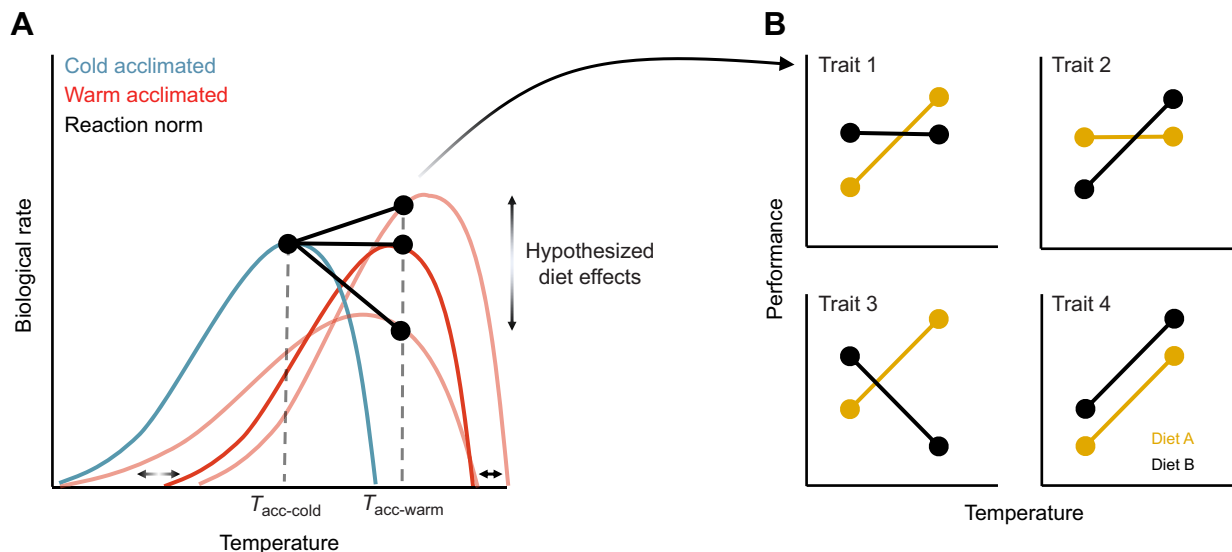 A
Cold acclimated
Warm acclimated
Reaction norm
Biological rate
Hypothesized
diet effects
Tacc-cold
Tacc-warm
Temperature
B
Trait 1
Trait 2
Performance
Trait 3
Trait 4
Diet A
Diet B
Temperature